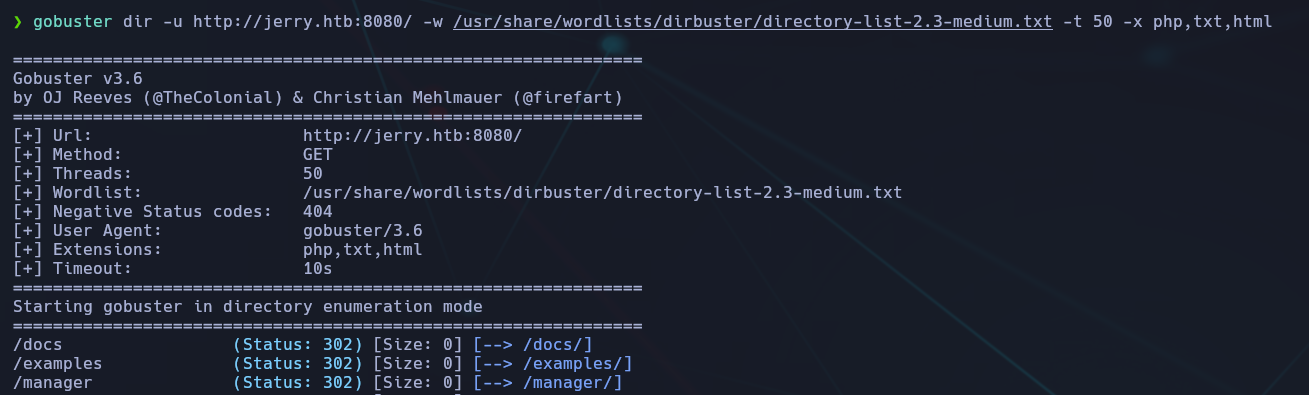 ❯ gobuster dir -u http://jerry.htb:8080/ -w /usr/share/wordlists/dirbuster/directory-list-2.3-medium.txt -t 50 -x php,txt,html
===============================================================
Gobuster v3.6
by OJ Reeves (@TheColonial) & Christian Mehlmauer (@firefart)
===============================================================
[+] Url:                     http://jerry.htb:8080/
[+] Method:                  GET
[+] Threads:                 50
[+] Wordlist:                /usr/share/wordlists/dirbuster/directory-list-2.3-medium.txt
[+] Negative Status codes:   404
[+] User Agent:              gobuster/3.6
[+] Extensions:              php,txt,html
[+] Timeout:                 10s
===============================================================
Starting gobuster in directory enumeration mode
===============================================================
/docs                 (Status: 302) [Size: 0] [--> /docs/]
/examples             (Status: 302) [Size: 0] [--> /examples/]
/manager              (Status: 302) [Size: 0] [--> /manager/]